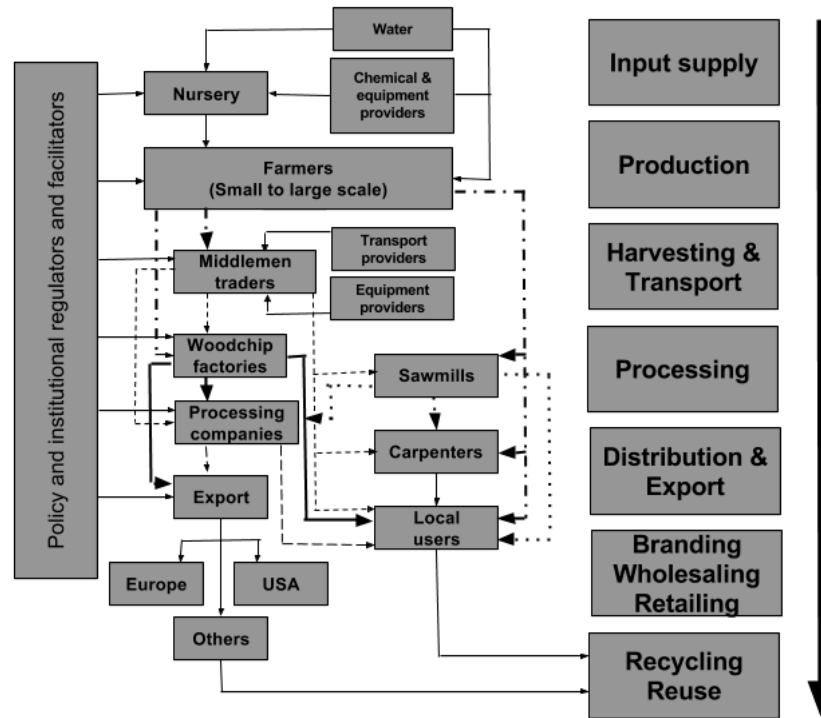 Water
Chemical &
equipment
providers
Nursery
Farmers
(Small to large scale)
Policy and institutional regulators and facilitators
Transport
providers
Middlemen
traders
Equipment
providers
Woodchip
factories
Sawmills
Processing
companies
Carpenters
Export
Local
users
Europe
USA
Others
Input supply
Production
Harvesting &
Transport
Processing
Distribution &
Export
Branding
Wholesaling
Retailing
Recycling
Reuse